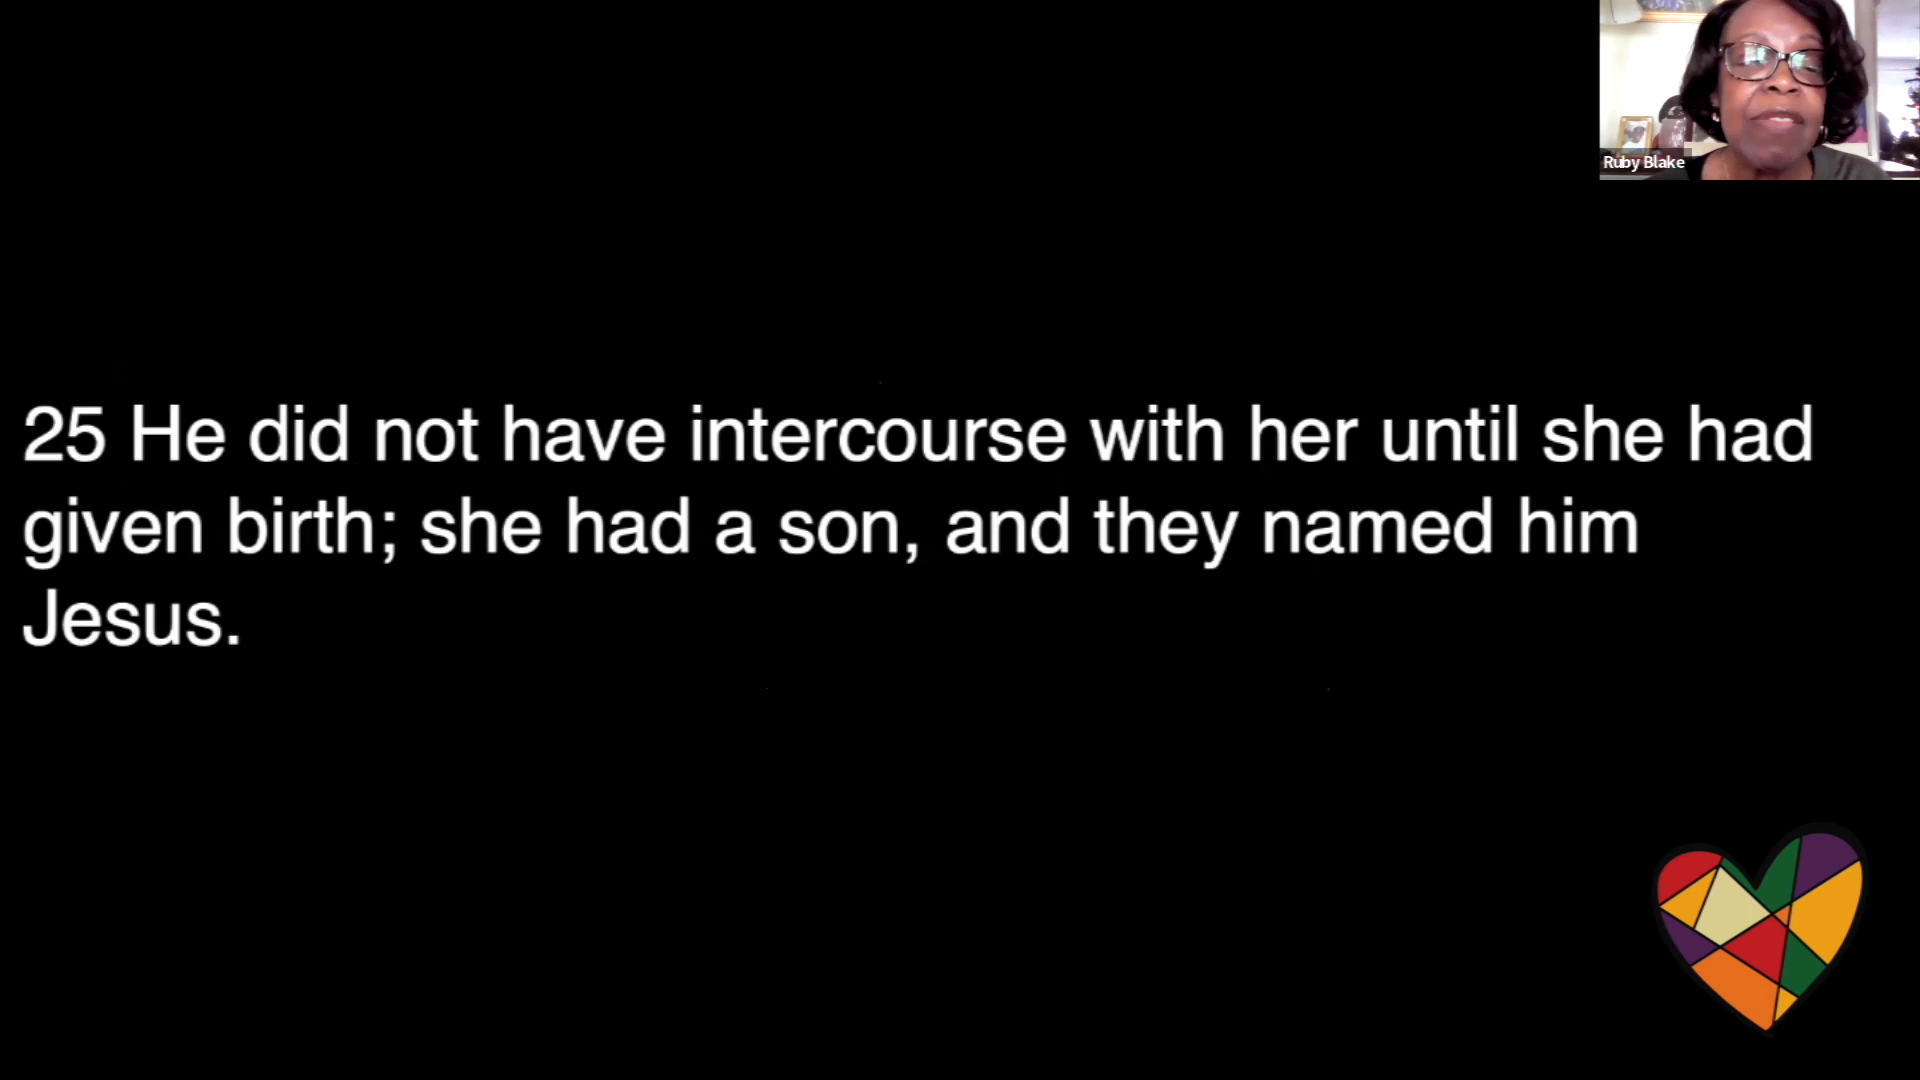 Ruby Blake
25 He did not have intercourse with her until she had
given birth; she had a son, and they named him
Jesus.